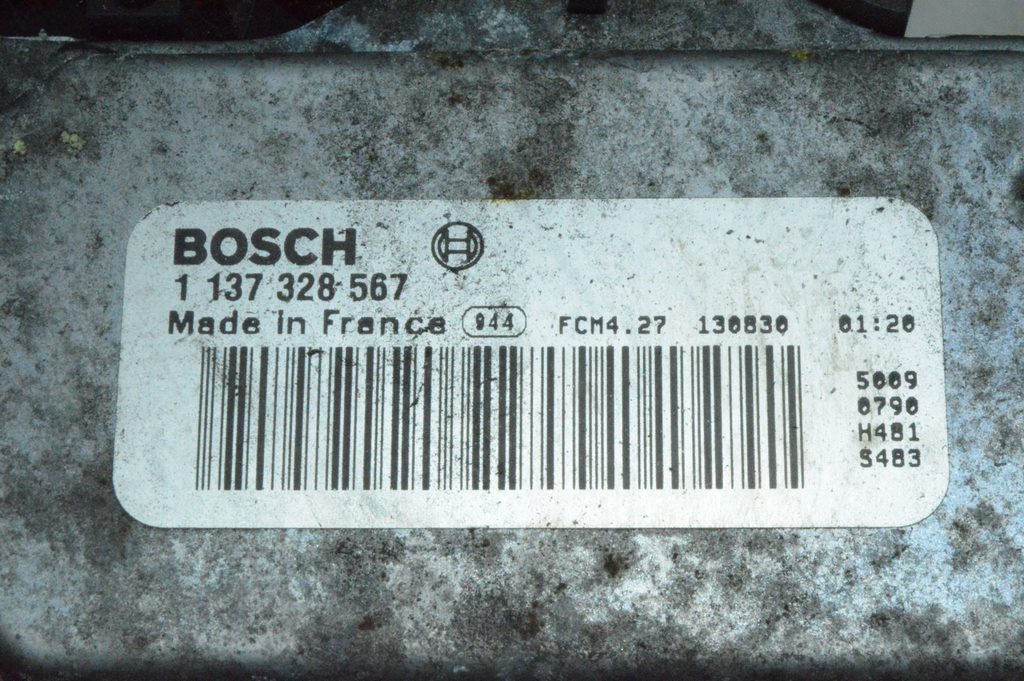 BOSCH
1 137 328 567
Made in France 944 FCM4.27 130830 01:20
5009
0790
H481
S483